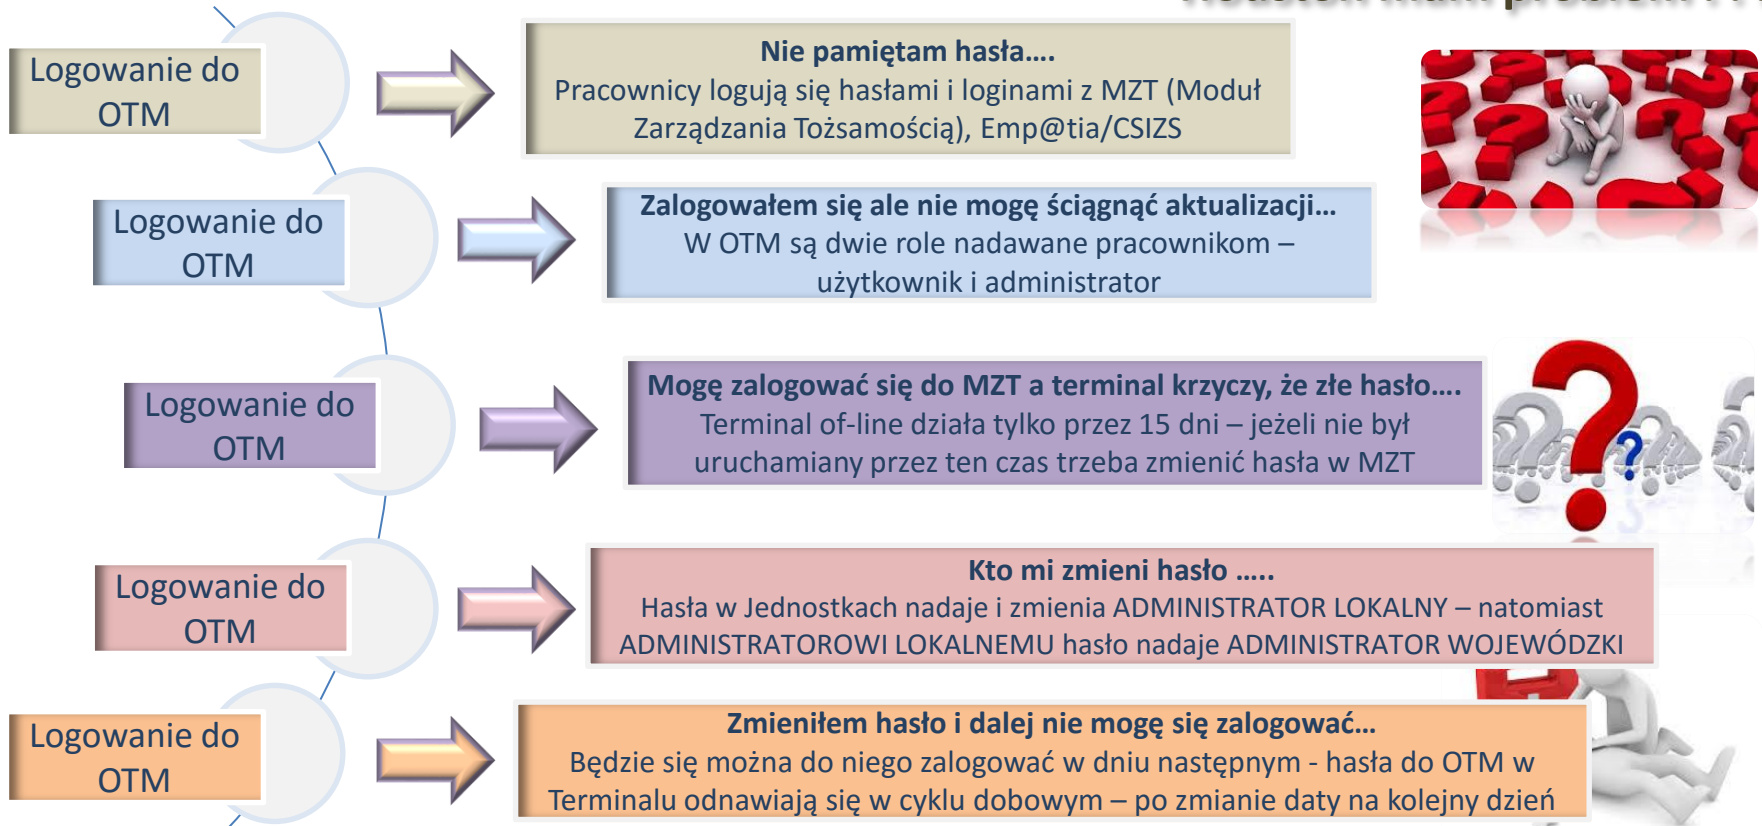 mam problem
Logowanie do
OTM
Nie pamiętam hasła....
Pracownicy logują się hasłami i loginami z MZT (Moduł
Zarządzania Tożsamością), Emp@tia/CSIZS
Logowanie do
OTM
Zalogowałem się ale nie mogę ściągnąć aktualizacji...
W OTM są dwie role nadawane pracownikom –
użytkownik i administrator
Logowanie do
OTM
Mogę zalogować się do MZT a terminal krzyczy, że złe hasło....
Terminal of-line działa tylko przez 15 dni – jeżeli nie był
uruchamiany przez ten czas trzeba zmienić hasła w MZT
Logowanie do
OTM
Kto mi zmieni hasło .....
Hasła w Jednostkach nadaje i zmienia ADMINISTRATOR LOKALNY – natomiast
ADMINISTRATOROWI LOKALNEMU hasło nadaje ADMINISTRATOR WOJEWÓDZKI
Logowanie do
OTM
Zmieniłem hasło i dalej nie mogę się zalogować...
Będzie się można do niego zalogować w dniu następnym - hasła do OTM w
Terminalu odnawiają się w cyklu dobowym – po zmianie daty na kolejny dzień